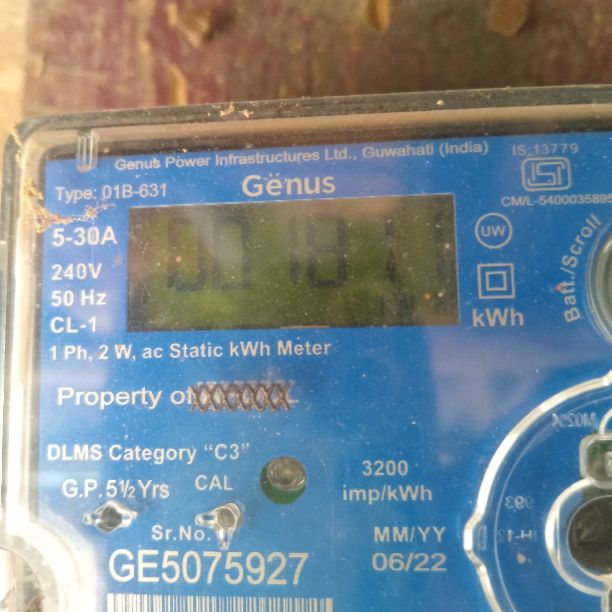 Genus Power Infrastructures Ltd., Guwahati (India)
IS:13779
Type: 01B-631
Genus
ISI
CM/L-5400035895
5-30A
UW
Batt./Scroll
240V
50 Hz
CL-1
kWh
1 Ph, 2 W, ac Static kWh Meter
Property of
DLMS Category “C3”
G.P. 5½ Yrs
CAL
3200
imp/kWh
Sr.No.
MM/YY
GE5075927
06/22